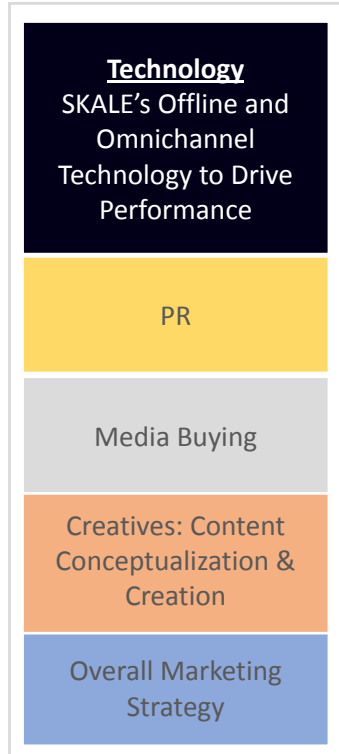 Technology
SKALE’s Offline and
Omnichannel
Technology to Drive
Performance
PR
Media Buying
Creatives: Content
Conceptualization &
Creation
Overall Marketing
Strategy